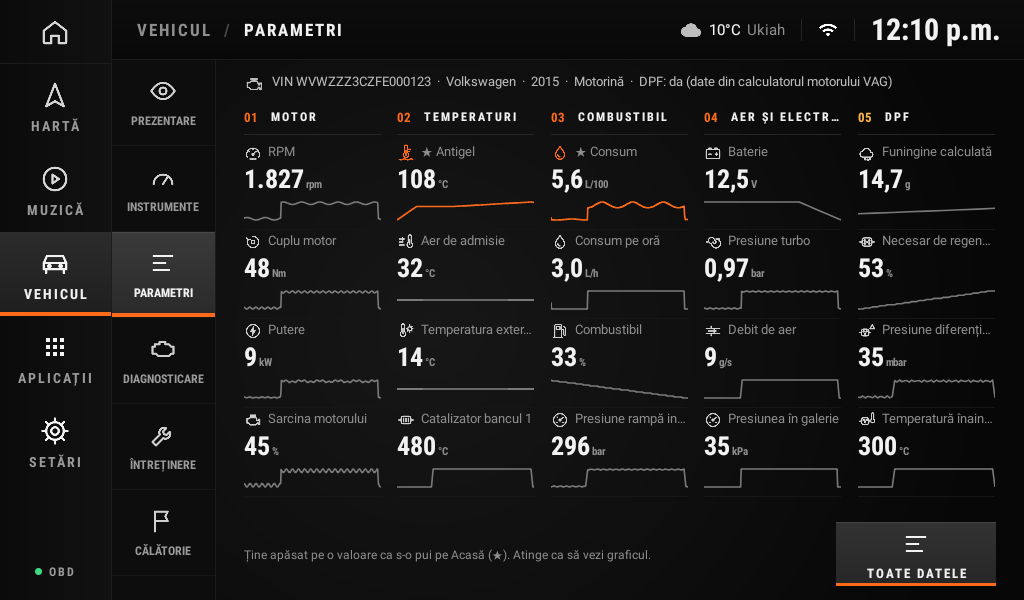 VEHICUL / PARAMETRI
10°C Ukiah
12:10 p.m.
HARTĂ
MUZICĂ
VEHICUL
APLICAȚII
SETĂRI
OBD
PREZENTARE
INSTRUMENTE
PARAMETRI
DIAGNOSTICARE
ÎNTREȚINERE
CĂLĂTORIE
VIN WVWZZZ3CZFE000123 · Volkswagen · 2015 · Motorină · DPF: da (date din calculatorul motorului VAG)
01 MOTOR
RPM
1.827 rpm
Cuplu motor
48 Nm
Putere
9 kW
Sarcina motorului
45 %
02 TEMPERATURI
★ Antigel
108 °C
Aer de admisie
32 °C
Temperatura exter…
14 °C
Catalizator bancul 1
480 °C
03 COMBUSTIBIL
★ Consum
5,6 L/100
Consum pe oră
3,0 L/h
Combustibil
33 %
Presiune rampă in…
296 bar
04 AER ȘI ELECTR…
Baterie
12,5 V
Presiune turbo
0,97 bar
Debit de aer
9 g/s
Presiunea în galerie
35 kPa
05 DPF
Funingine calculată
14,7 g
Necesar de regen…
53 %
Presiune diferenți…
35 mbar
Temperatură înain…
300 °C
Ține apăsat pe o valoare ca s-o pui pe Acasă (★). Atinge ca să vezi graficul.
TOATE DATELE